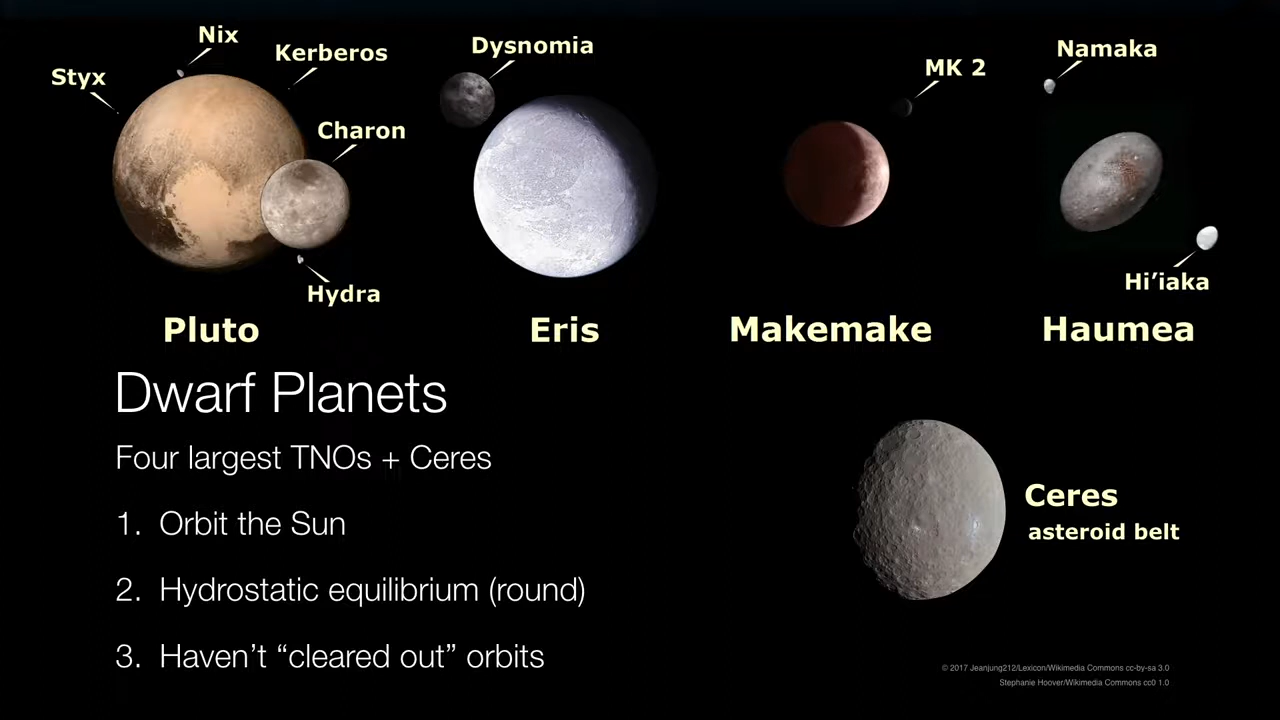 Nix
Kerberos
Styx
Charon
Hydra
Dysnomia
MK 2
Namaka
Hi’iaka
Pluto
Eris
Makemake
Haumea
Dwarf Planets
Four largest TNOs + Ceres
1. Orbit the Sun
2. Hydrostatic equilibrium (round)
3. Haven’t “cleared out” orbits
Ceres
asteroid belt
© 2017 Jeanjung212/Lexicon/Wikimedia Commons cc-by-sa 3.0
Stephanie Hoover/Wikimedia Commons cc0 1.0